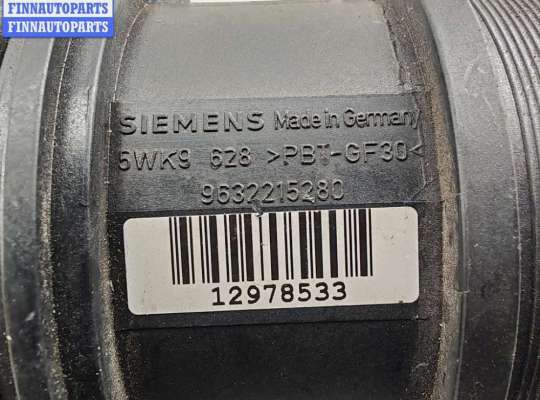 FINNAUTOPARTS
FINNAUTOPARTS
SIEMENS Made in Germany
5WK9 628 >PBT-GF30<
9632215280
12978533